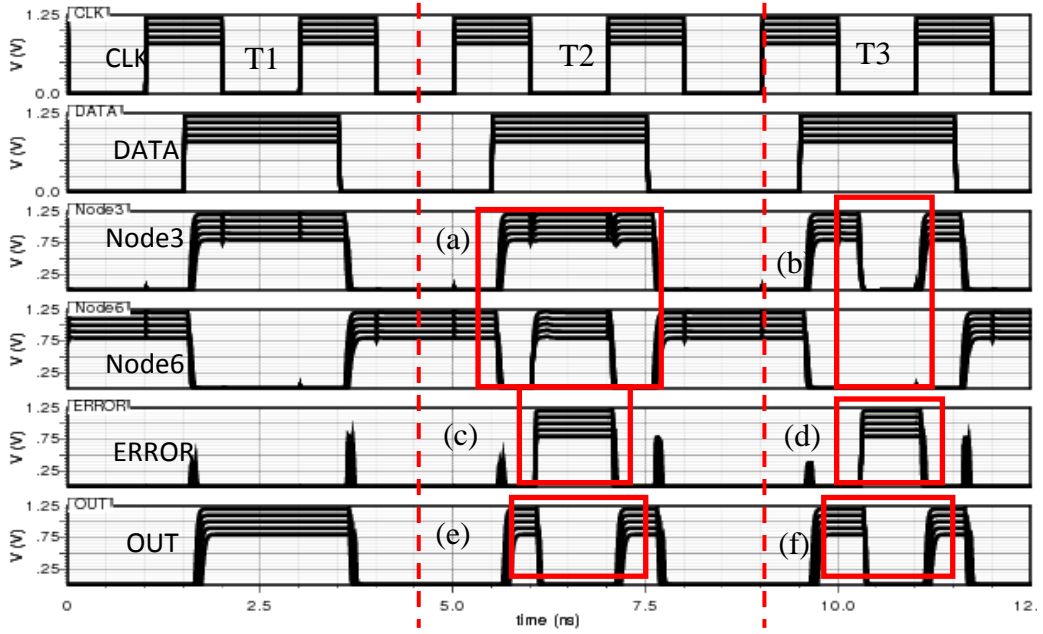 CLK
1.25
V (V)
0.0
CLK
T1
T2
T3
DATA
1.25
V (V)
0.0
DATA
Node3
1.25
V (V)
.75
.25
Node3
(a)
(b)
Node6
1.25
V (V)
.75
.25
Node6
ERROR
1.25
V (V)
.75
.25
ERROR
(c)
(d)
OUT
1.25
V (V)
.75
.25
OUT
(e)
(f)
0 2.5 5.0 7.5 10.0 12.
time (ns)